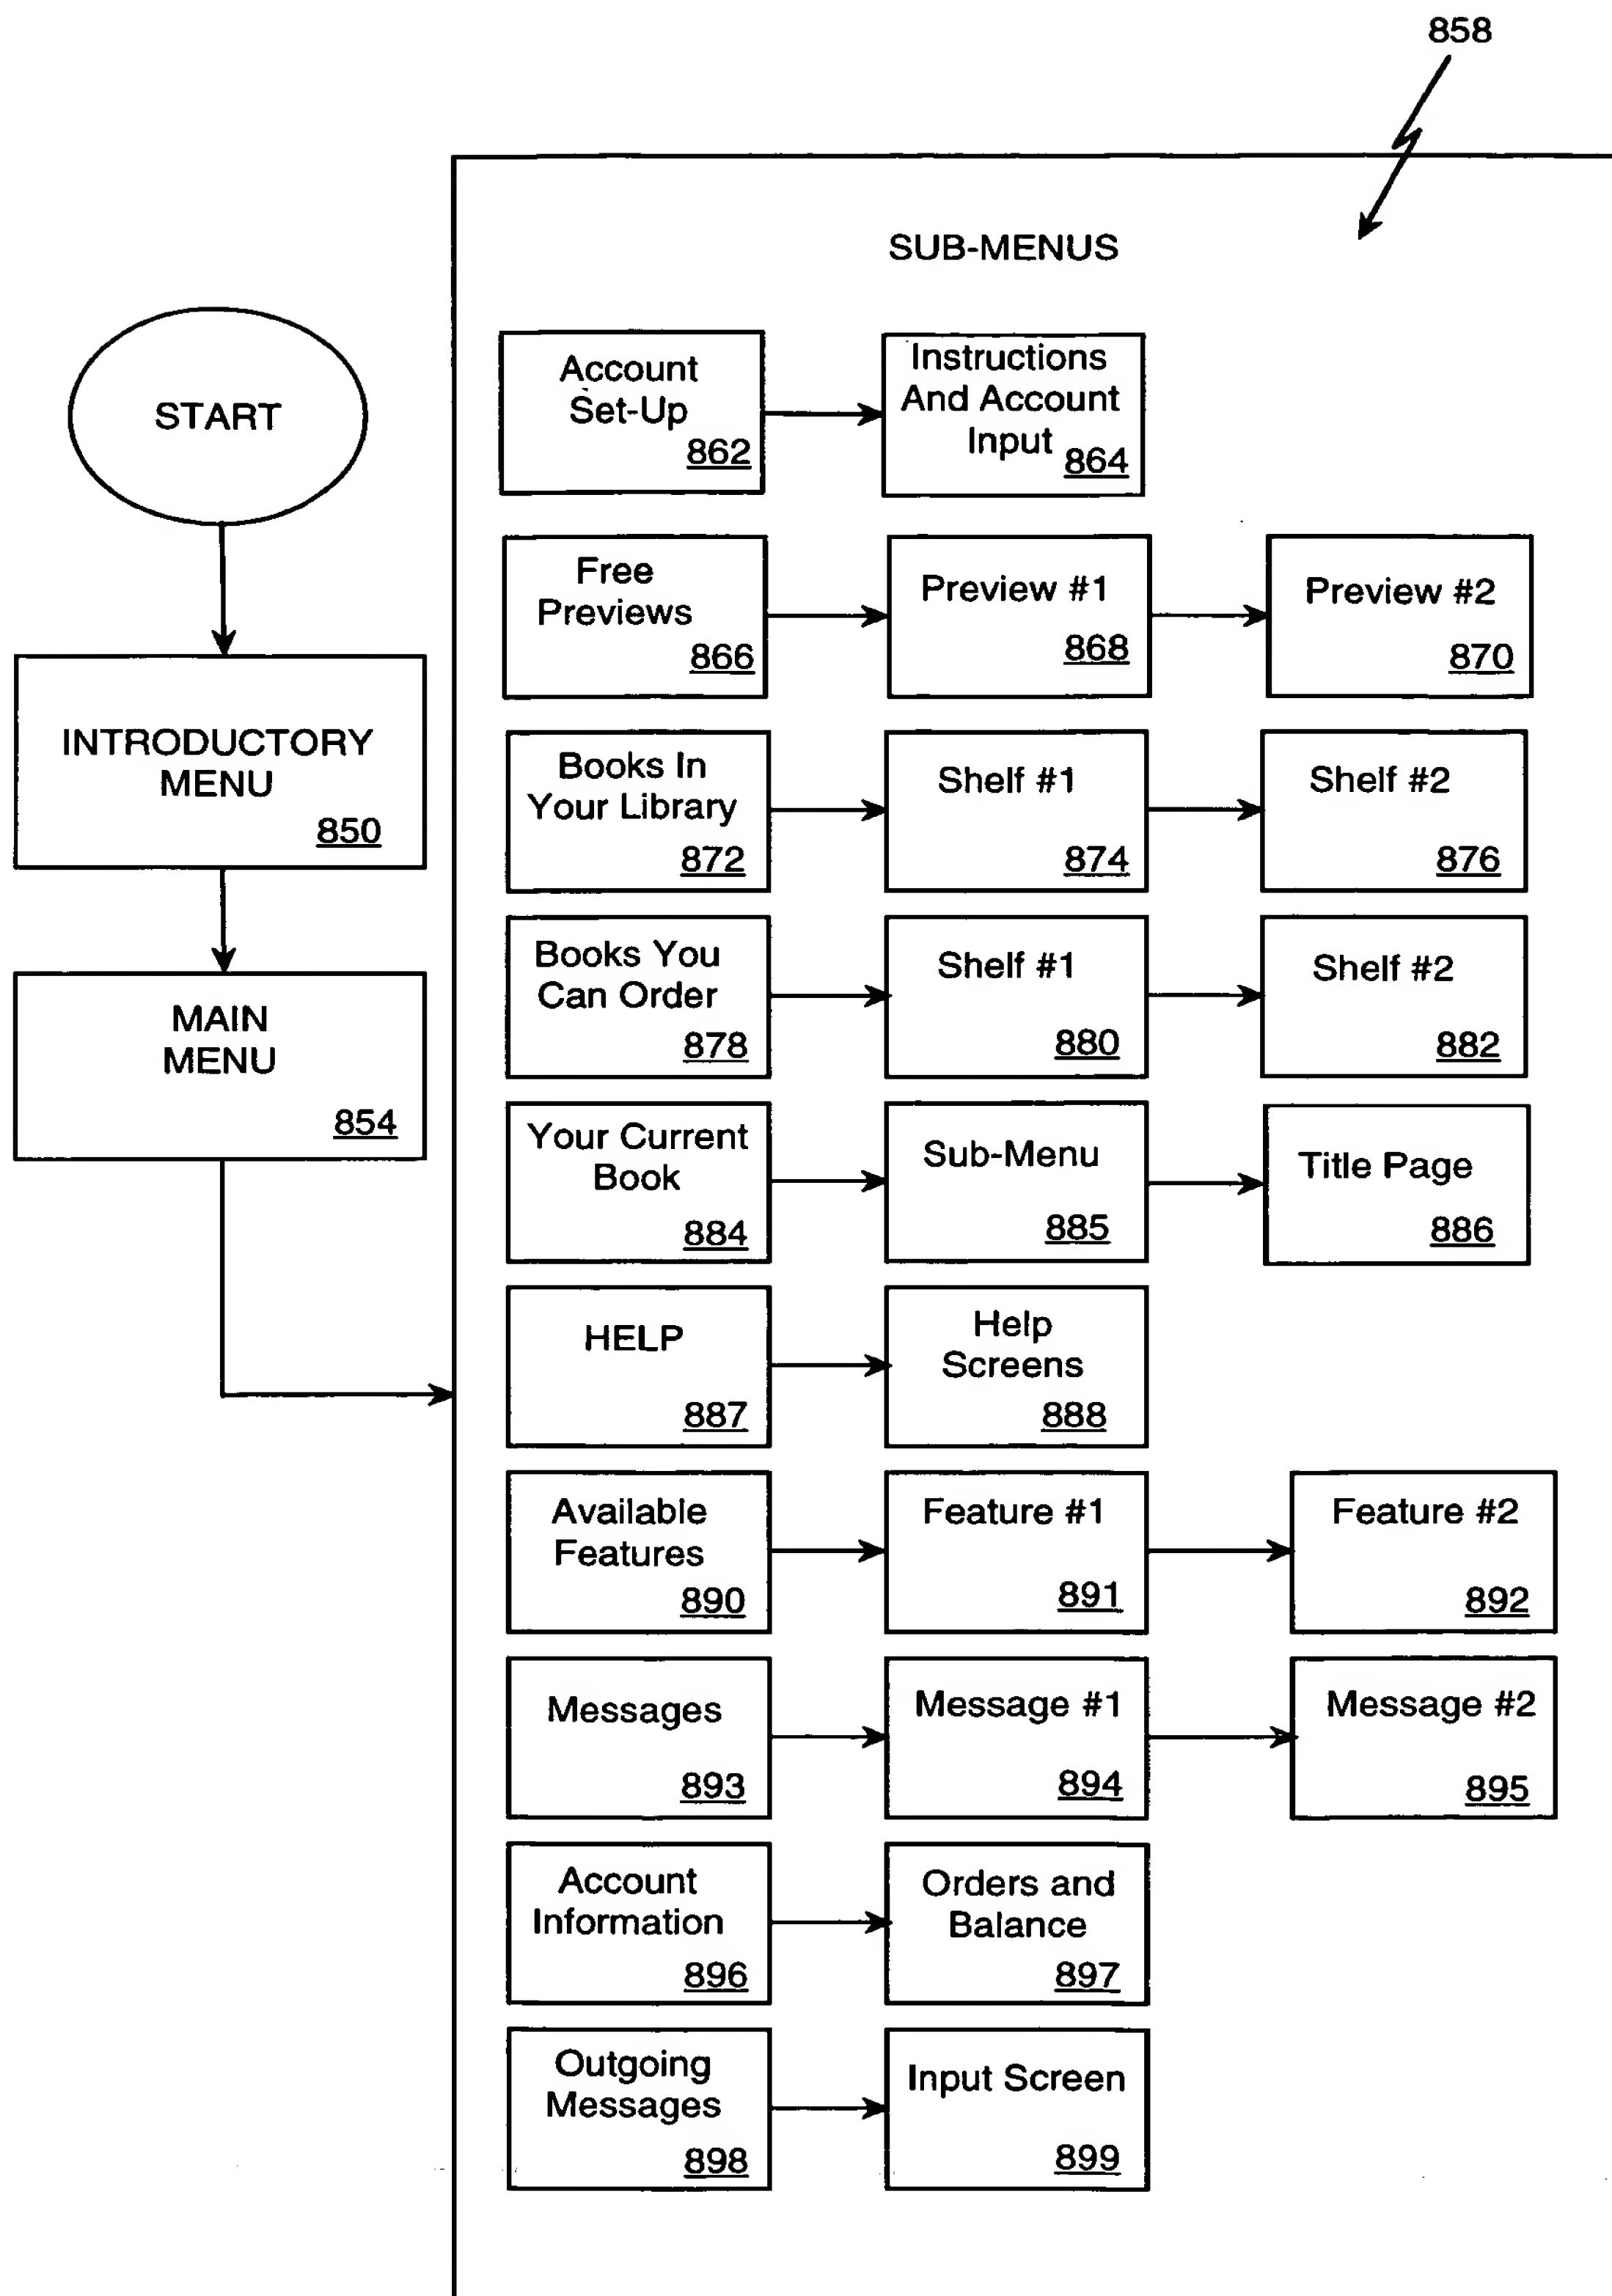 858
SUB-MENUS
START
INTRODUCTORY
MENU
850
MAIN
MENU
854
Account
Set-Up
862
Instructions
And Account
Input
864
Free
Previews
866
Preview #1
868
Preview #2
870
Books In
Your Library
872
Shelf #1
874
Shelf #2
876
Books You
Can Order
878
Shelf #1
880
Shelf #2
882
Your Current
Book
884
Sub-Menu
885
Title Page
886
HELP
887
Help
Screens
888
Available
Features
890
Feature #1
891
Feature #2
892
Messages
893
Message #1
894
Message #2
895
Account
Information
896
Orders and
Balance
897
Outgoing
Messages
898
Input Screen
899